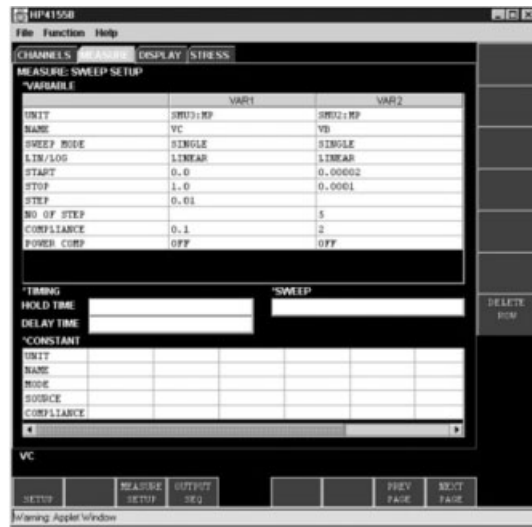 HP4155B
File Function Help
CHANNELS MEASURE DISPLAY STRESS
MEASURE: SWEEP SETUP
*VARIABLE
VAR1 VAR2
UNIT SMU3:MP SMU2:MP
NAME VC VB
SWEEP MODE SINGLE SINGLE
LIN/LOG LINEAR LINEAR
START 0.0 0.00002
STOP 1.0 0.0001
STEP 0.01
NO OF STEP 5
COMPLIANCE 0.1 2
POWER COMP OFF OFF
*TIMING *SWEEP
HOLD TIME
DELAY TIME
DELETE ROW
*CONSTANT
UNIT
NAME
MODE
SOURCE
COMPLIANCE
VC
SETUP MEASURE SETUP OUTPUT SEQ PREV PAGE NEXT PAGE
Warning: Applet Window